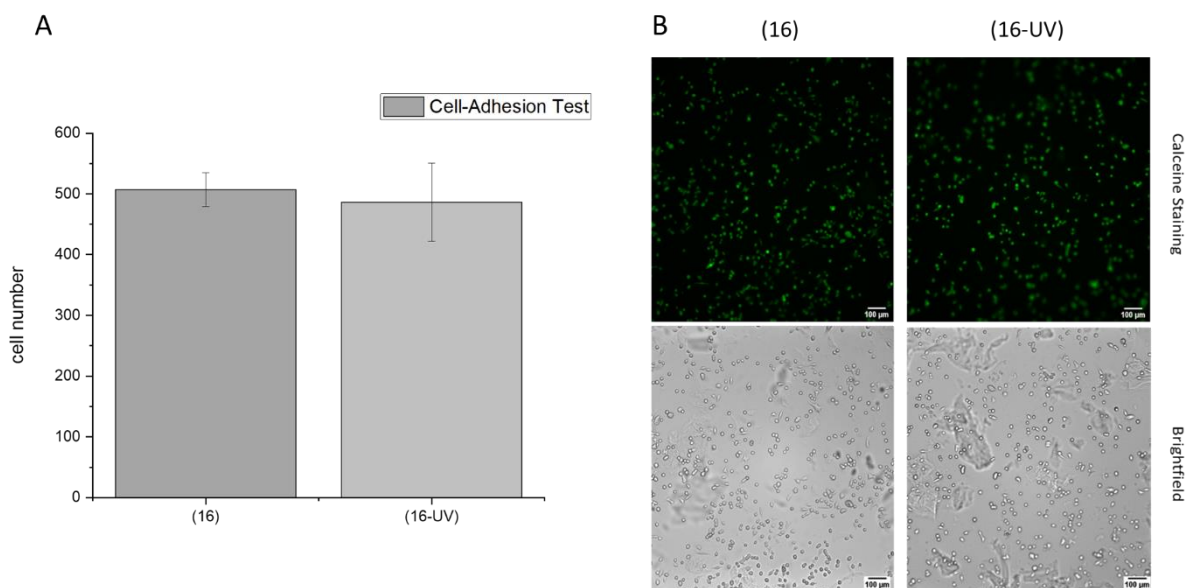 A
Cell-Adhesion Test
600
500
400
300
200
100
0
cell number
(16)
(16-UV)
B
(16)
(16-UV)
Calceine Staining
100 µm
100 µm
Brightfield
100 µm
100 µm